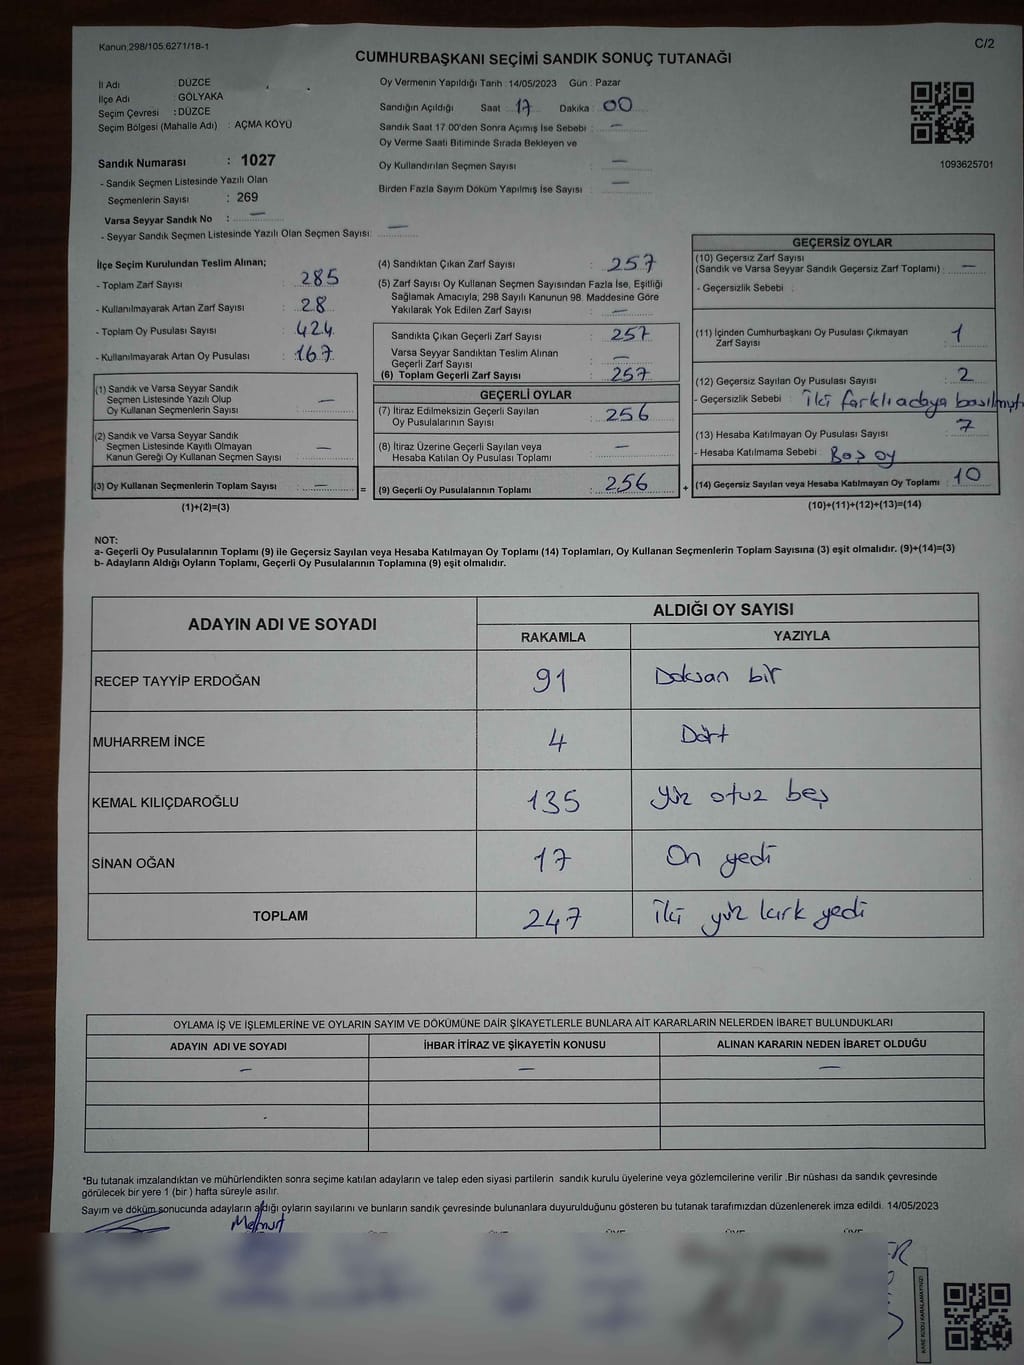 Kanun;298/105;6271/18-1
C/2
CUMHURBAŞKANI SEÇİMİ SANDIK SONUÇ TUTANAĞI
İl Adı : DÜZCE
İlçe Adı : GÖLYAKA
Seçim Çevresi : DÜZCE
Seçim Bölgesi (Mahalle Adı) : AÇMA KÖYÜ
Sandık Numarası : 1027
- Sandık Seçmen Listesinde Yazılı Olan
Seçmenlerin Sayısı : 269
Varsa Seyyar Sandık No : —
- Seyyar Sandık Seçmen Listesinde Yazılı Olan Seçmen Sayısı: —
Oy Vermenin Yapıldığı Tarih : 14/05/2023 Gün : Pazar
Sandığın Açıldığı Saat 17 Dakika 00
Sandık Saat 17 00'den Sonra Açımış İse Sebebi : —
Oy Verme Saati Bitiminde Sırada Bekleyen ve
Oy Kullandırılan Seçmen Sayısı : —
Birden Fazla Sayım Döküm Yapılmış İse Sayısı : —
1093625701
İlçe Seçim Kurulundan Teslim Alınan;
- Toplam Zarf Sayısı : 285
- Kullanılmayarak Artan Zarf Sayısı : 28
- Toplam Oy Pusulası Sayısı : 424
- Kullanılmayarak Artan Oy Pusulası : 167
(1) Sandık ve Varsa Seyyar Sandık
Seçmen Listesinde Yazılı Olup
Oy Kullanan Seçmenlerin Sayısı : —
(2) Sandık ve Varsa Seyyar Sandık
Seçmen Listesinde Kayıtlı Olmayan
Kanun Gereği Oy Kullanan Seçmen Sayısı : —
(3) Oy Kullanan Seçmenlerin Toplam Sayısı : — =
(1)+(2)=(3)
(4) Sandıktan Çıkan Zarf Sayısı : 257
(5) Zarf Sayısı Oy Kullanan Seçmen Sayısından Fazla İse, Eşitliği
Sağlamak Amacıyla; 298 Sayılı Kanunun 98. Maddesine Göre
Yakılarak Yok Edilen Zarf Sayısı : —
Sandıkta Çıkan Geçerli Zarf Sayısı : 257
Varsa Seyyar Sandıktan Teslim Alınan
Geçerli Zarf Sayısı : —
(6) Toplam Geçerli Zarf Sayısı : 257
GEÇERLİ OYLAR
(7) İtiraz Edilmeksizin Geçerli Sayılan
Oy Pusulalarının Sayısı : 256
(8) İtiraz Üzerine Geçerli Sayılan veya
Hesaba Katılan Oy Pusulası Toplamı : —
(9) Geçerli Oy Pusulalarının Toplamı : 256 +
GEÇERSİZ OYLAR
(10) Geçersiz Zarf Sayısı
(Sandık ve Varsa Seyyar Sandık Geçersiz Zarf Toplamı) : —
- Geçersizlik Sebebi :
(11) İçinden Cumhurbaşkanı Oy Pusulası Çıkmayan
Zarf Sayısı : 1
(12) Geçersiz Sayılan Oy Pusulası Sayısı : 2
- Geçersizlik Sebebi : İki farklı adaya basılmıştı
(13) Hesaba Katılmayan Oy Pusulası Sayısı : 7
- Hesaba Katılmama Sebebi : Boş oy
(14) Geçersiz Sayılan veya Hesaba Katılmayan Oy Toplamı : 10
(10)+(11)+(12)+(13)=(14)
NOT:
a- Geçerli Oy Pusulalarının Toplamı (9) ile Geçersiz Sayılan veya Hesaba Katılmayan Oy Toplamı (14) Toplamları, Oy Kullanan Seçmenlerin Toplam Sayısına (3) eşit olmalıdır. (9)+(14)=(3)
b- Adayların Aldığı Oyların Toplamı, Geçerli Oy Pusulalarının Toplamına (9) eşit olmalıdır.
ADAYIN ADI VE SOYADI ALDIĞI OY SAYISI
RAKAMLA YAZIYLA
RECEP TAYYİP ERDOĞAN 91 Doksan bir
MUHARREM İNCE 4 Dört
KEMAL KILIÇDAROĞLU 135 Yüz otuz beş
SİNAN OĞAN 17 On yedi
TOPLAM 247 İki yüz kırk yedi
OYLAMA İŞ VE İŞLEMLERİNE VE OYLARIN SAYIM VE DÖKÜMÜNE DAİR ŞİKAYETLERLE BUNLARA AİT KARARLARIN NELERDEN İBARET BULUNDUKLARI
ADAYIN ADI VE SOYADI İHBAR İTİRAZ VE ŞİKAYETİN KONUSU ALINAN KARARIN NEDEN İBARET OLDUĞU
— — —
*Bu tutanak imzalandıktan ve mühürlendikten sonra seçime katılan adayların ve talep eden siyasi partilerin sandık kurulu üyelerine veya gözlemcilerine verilir .Bir nüshası da sandık çevresinde
görülecek bir yere 1 (bir ) hafta süreyle asılır.
Sayım ve döküm sonucunda adayların aldığı oyların sayılarını ve bunların sandık çevresinde bulunanlara duyurulduğunu gösteren bu tutanak tarafımızdan düzenlenerek imza edildi. 14/05/2023
Mehmut
KARE KODU KARALAMAYINIZ!